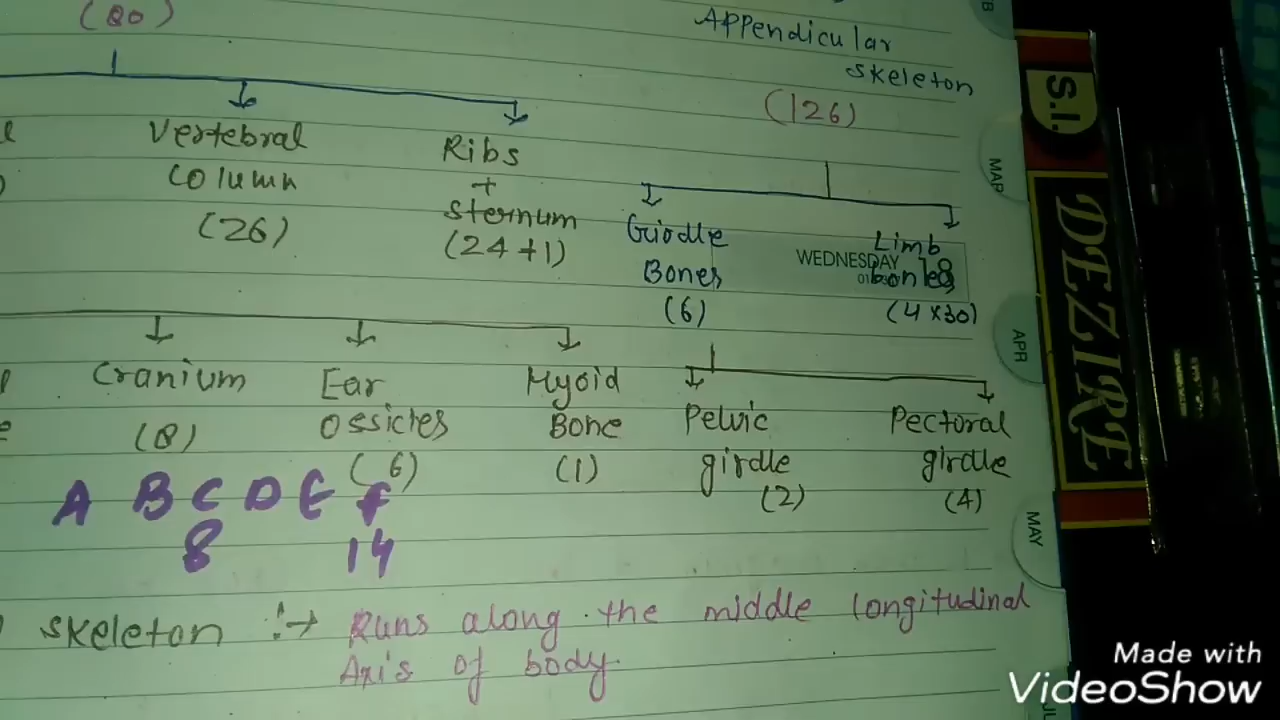 (80)
Appendicular
skeleton
(126)
Vertebral
column
(26)
Ribs
+
Sternum
(24+1)
Girdle
Bones
(6)
Limb
bones
(4×30)
WEDNESDAY
18
Cranium
(8)
Ear
Ossicles
(6)
Hyoid
Bone
(1)
Pelvic
girdle
(2)
Pectoral
girdle
(4)
A B C D E F
8 14
skeleton :→ Runs along the middle longitudinal
Axis of body.
MAR
APR
MAY
S.I.
DEZIRE
Made with
VideoShow